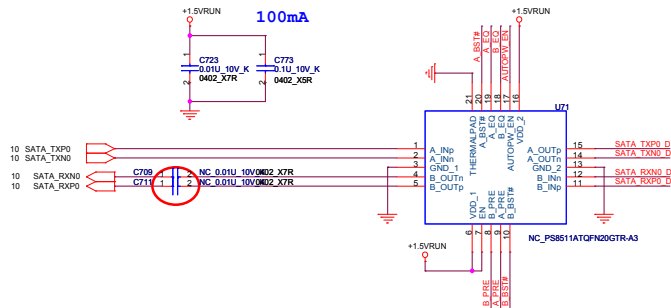 +1.5VRUN
100mA
+1.5VRUN
A_BST#
A_EQ
B_EQ
AUTOPW_EN
1
C723
0.01U_10V_K
0402_X7R
2
1
C773
0.1U_10V_K
0402_X5R
2
21
20
19
18
17
16
U71
THERMALPAD
A_BST#
A_EQ
B_EQ
AUTOPW_EN
VDD_2
10 SATA_TXP0
1 A_INp
A_OUTp 15 SATA_TXP0_D
10 SATA_TXN0
2 A_INn
A_OUTn 14 SATA_TXN0_D
3 GND_1
GND_2 13
10 SATA_RXN0
C709 1 2 NC_0.01U_10V_K 0402_X7R
4 B_OUTn
B_INn 12 SATA_RXN0_D
10 SATA_RXP0
C711 1 2 NC_0.01U_10V_K 0402_X7R
5 B_OUTp
B_INp 11 SATA_RXP0_D
VDD_1
EN
B_PRE
A_PRE
B_BST#
6
7
8
9
10
NC_PS8511ATQFN20GTR-A3
+1.5VRUN
B_PRE
A_PRE
B_BST#